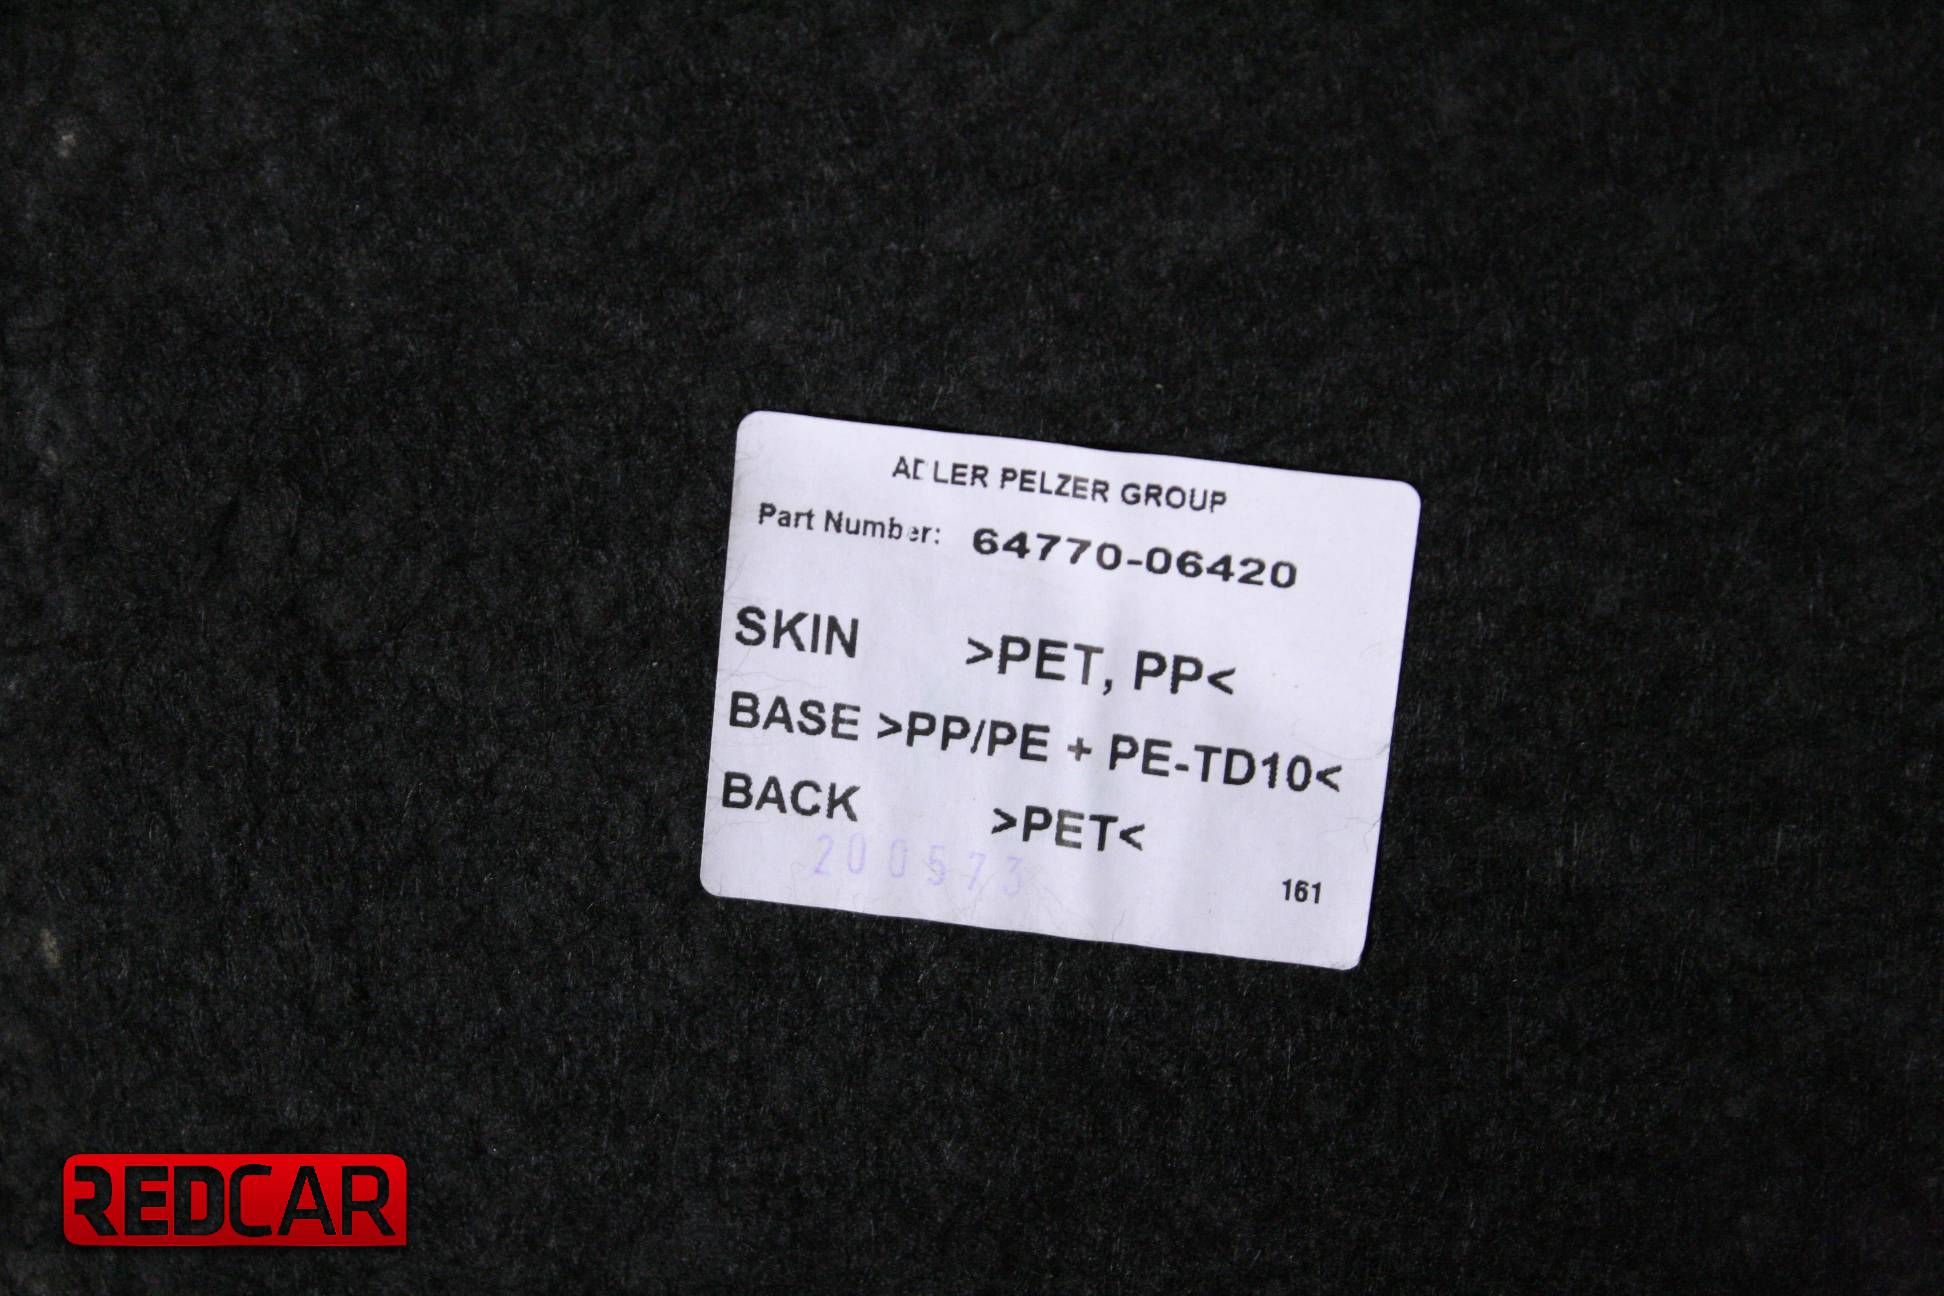 ADLER PELZER GROUP
Part Number: 64770-06420
SKIN >PET, PP<
BASE >PP/PE + PE-TD10<
BACK >PET<
200573
161
REDCAR